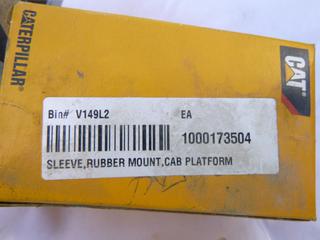 CATERPILLAR
CAT
Bin# V149L2 EA
1000173504
SLEEVE,RUBBER MOUNT,CAB PLATFORM